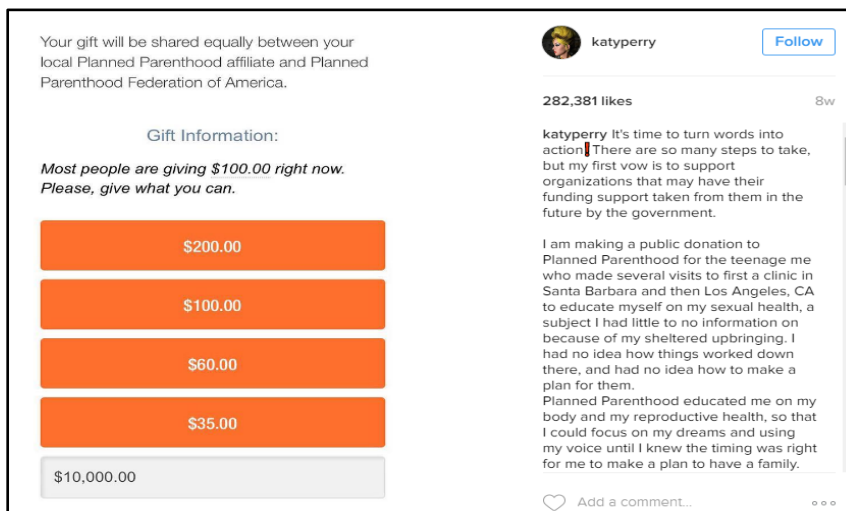 Your gift will be shared equally between your
local Planned Parenthood affiliate and Planned
Parenthood Federation of America.
Gift Information:
Most people are giving $100.00 right now.
Please, give what you can.
$200.00
$100.00
$60.00
$35.00
$10,000.00
katyperry
Follow
282,381 likes
8w
katyperry It's time to turn words into
action❗There are so many steps to take,
but my first vow is to support
organizations that may have their
funding support taken from them in the
future by the government.
I am making a public donation to
Planned Parenthood for the teenage me
who made several visits to first a clinic in
Santa Barbara and then Los Angeles, CA
to educate myself on my sexual health, a
subject I had little to no information on
because of my sheltered upbringing. I
had no idea how things worked down
there, and had no idea how to make a
plan for them.
Planned Parenthood educated me on my
body and my reproductive health, so that
I could focus on my dreams and using
my voice until I knew the timing was right
for me to make a plan to have a family.
Add a comment...